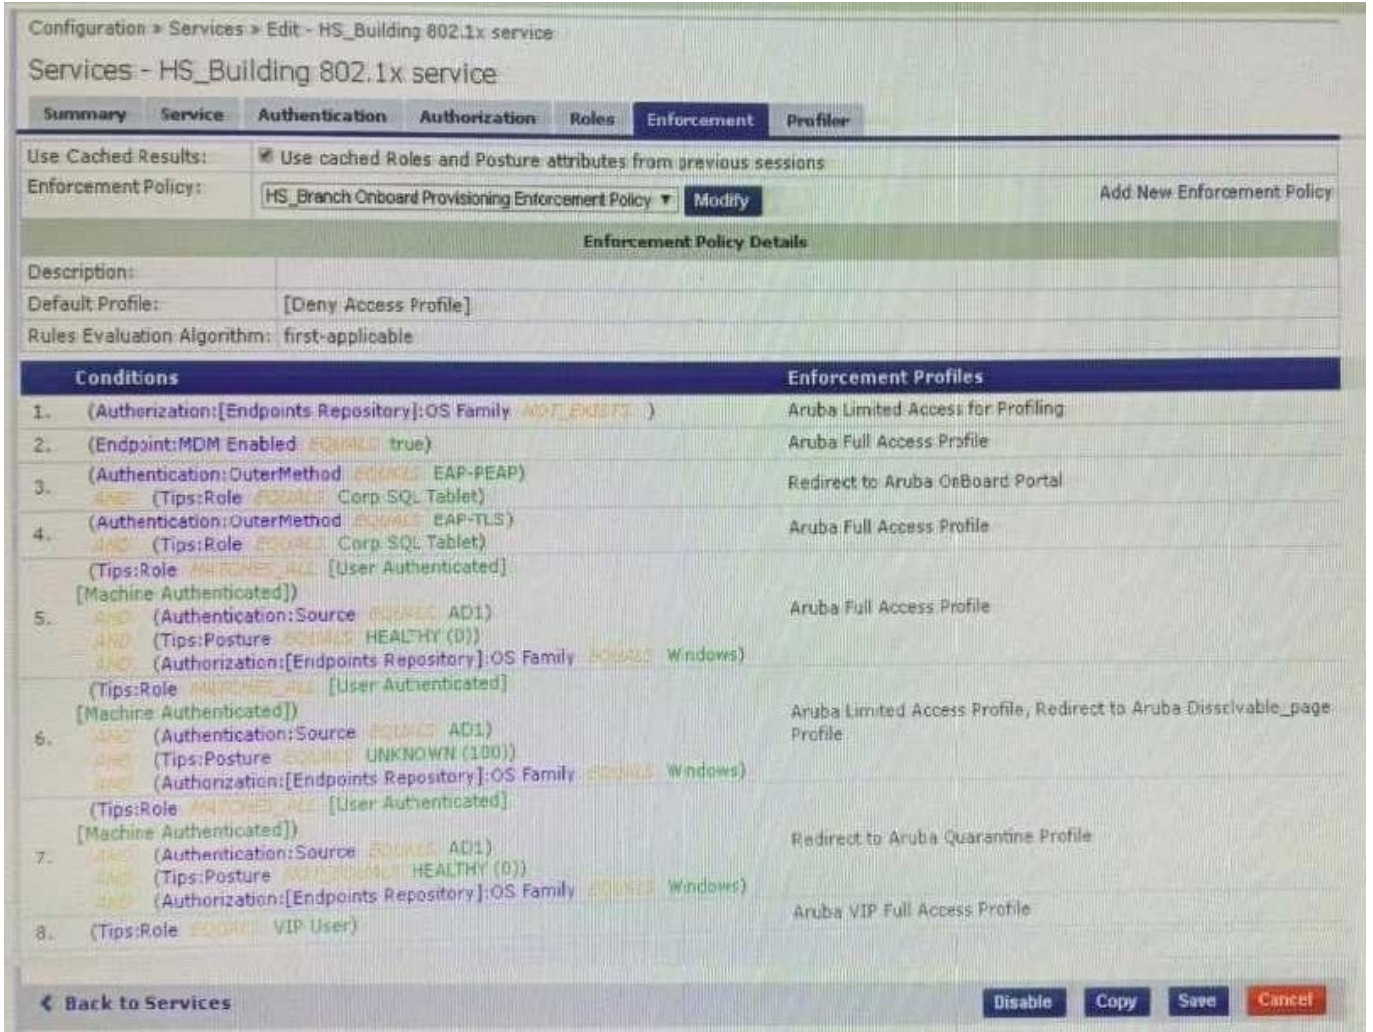 Configuration » Services » Edit - HS_Building 802.1x service
Services - HS_Building 802.1x service
Summary Service Authentication Authorization Roles Enforcement Profiler
Use Cached Results: Use cached Roles and Posture attributes from previous sessions
Enforcement Policy: HS_Branch Onboard Provisioning Enforcement Policy Modify Add New Enforcement Policy
Enforcement Policy Details
Description:
Default Profile: [Deny Access Profile]
Rules Evaluation Algorithm: first-applicable
Conditions Enforcement Profiles
1. (Authorization:[Endpoints Repository]:OS Family NOT_EXISTS ) Aruba Limited Access for Profiling
2. (Endpoint:MDM Enabled EQUALS true) Aruba Full Access Profile
3. (Authentication:OuterMethod EQUALS EAP-PEAP)
AND (Tips:Role EQUALS Corp SQL Tablet) Redirect to Aruba OnBoard Portal
4. (Authentication:OuterMethod EQUALS EAP-TLS)
AND (Tips:Role EQUALS Corp SQL Tablet) Aruba Full Access Profile
(Tips:Role MATCHES_ALL [User Authenticated]
[Machine Authenticated])
5. AND (Authentication:Source EQUALS AD1) Aruba Full Access Profile
AND (Tips:Posture EQUALS HEALTHY (0))
AND (Authorization:[Endpoints Repository]:OS Family EQUALS Windows)
(Tips:Role MATCHES_ALL [User Authenticated]
[Machine Authenticated]) Aruba Limited Access Profile, Redirect to Aruba Dissolvable_page
6. AND (Authentication:Source EQUALS AD1) Profile
AND (Tips:Posture EQUALS UNKNOWN (100))
AND (Authorization:[Endpoints Repository]:OS Family EQUALS Windows)
(Tips:Role MATCHES_ALL [User Authenticated]
[Machine Authenticated]) Redirect to Aruba Quarantine Profile
7. AND (Authentication:Source EQUALS AD1)
AND (Tips:Posture NOT_EQUALS HEALTHY (0))
AND (Authorization:[Endpoints Repository]:OS Family EQUALS Windows)
8. (Tips:Role EQUALS VIP User) Aruba VIP Full Access Profile
Back to Services Disable Copy Save Cancel